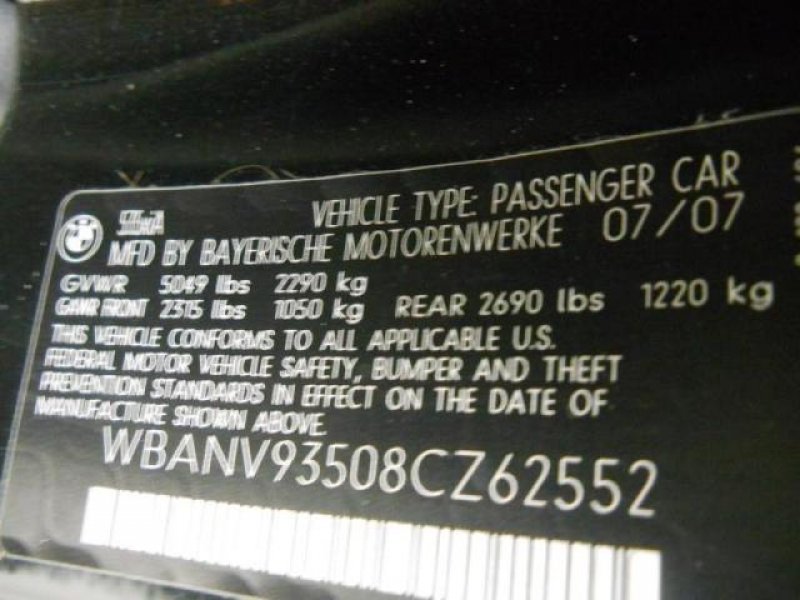 VEHICLE TYPE: PASSENGER CAR
MFD BY BAYERISCHE MOTORENWERKE 07/07
GVWR 5049 lbs 2290 kg
GAWR FRONT 2315 lbs 1050 kg REAR 2690 lbs 1220 kg
THIS VEHICLE CONFORMS TO ALL APPLICABLE U.S.
FEDERAL MOTOR VEHICLE SAFETY, BUMPER AND THEFT
PREVENTION STANDARDS IN EFFECT ON THE DATE OF
MANUFACTURE SHOWN ABOVE.
WBANV93508CZ62552